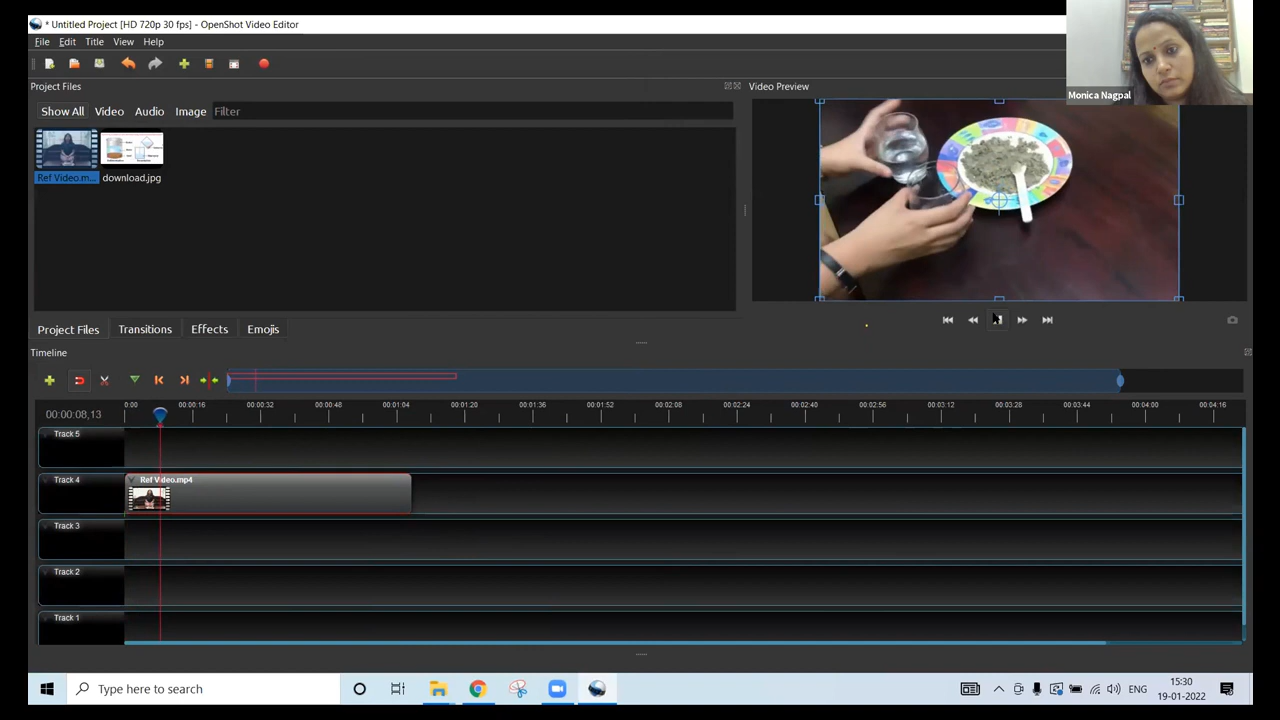 * Untitled Project [HD 720p 30 fps] - OpenShot Video Editor
File Edit Title View Help
Project Files
Video Preview
Monica Nagpal
Show All Video Audio Image Filter
Ref Video.m... download.jpg
Project Files Transitions Effects Emojis
Timeline
00:00:08,13
0:00 00:00:16 00:00:32 00:00:48 00:01:04 00:01:20 00:01:36 00:01:52 00:02:08 00:02:24 00:02:40 00:02:56 00:03:12 00:03:28 00:03:44 00:04:00 00:04:16
Track 5
Track 4
Ref Video.mp4
Track 3
Track 2
Track 1
Type here to search
ENG
15:30
19-01-2022